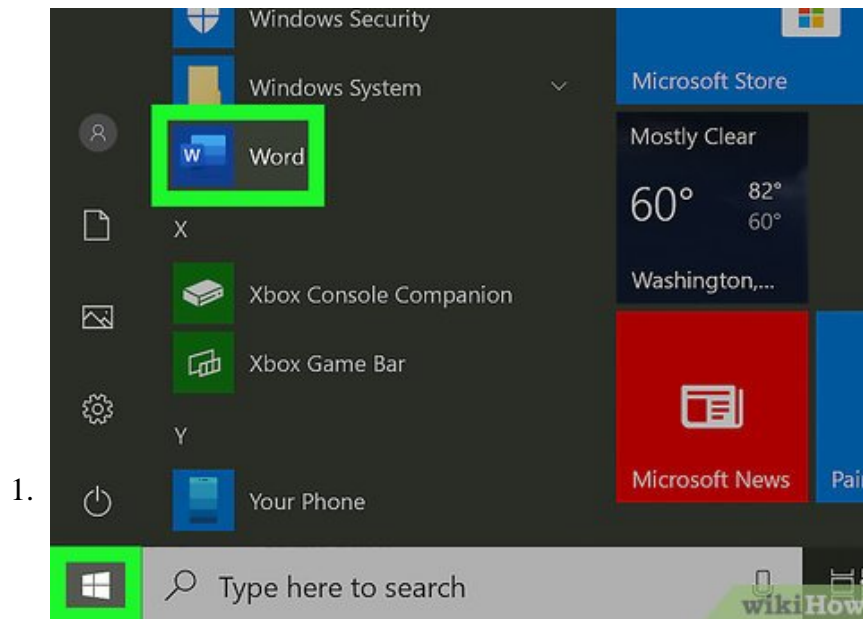 Windows Security
Windows System
Word
X
Xbox Console Companion
Xbox Game Bar
Y
Your Phone
Microsoft Store
Mostly Clear
60° 82°
60°
Washington,...
Microsoft News
Pai
1.
Type here to search
wikiHow